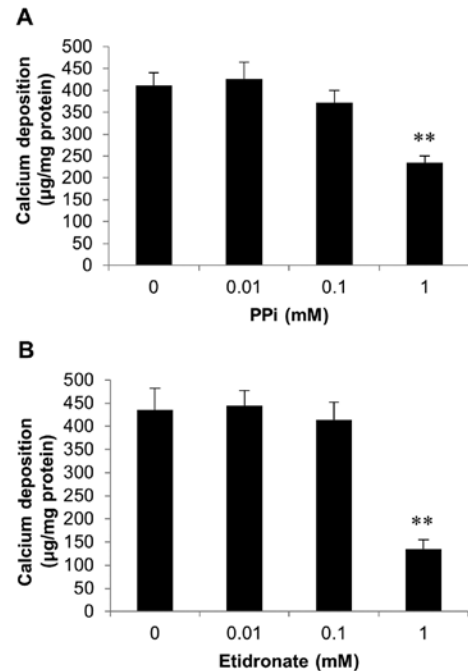 A
Calcium deposition
(µg/mg protein)
500
450
400
350
300
250
200
150
100
50
0
**
0 0.01 0.1 1
PPi (mM)
B
Calcium deposition
(µg/mg protein)
500
450
400
350
300
250
200
150
100
50
0
**
0 0.01 0.1 1
Etidronate (mM)